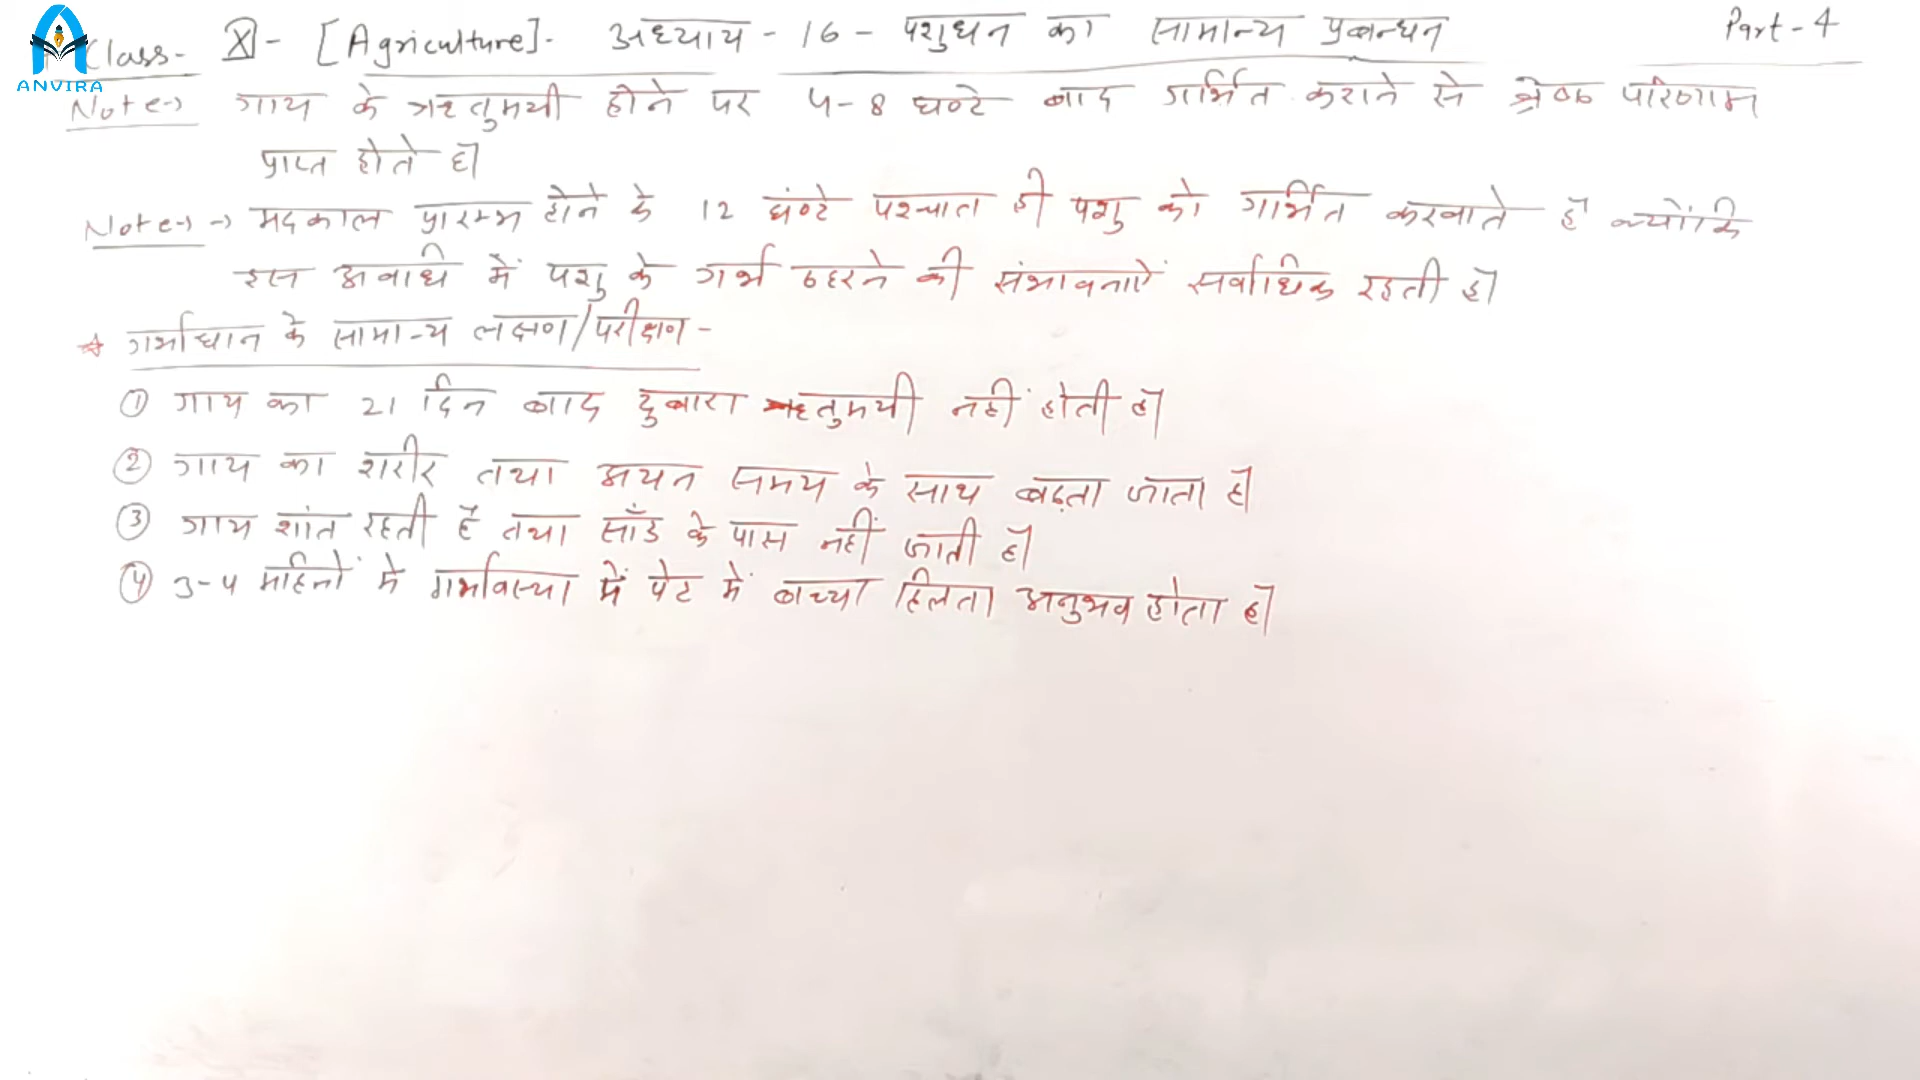 ANVIRA
Class- XI - [Agriculture]. अध्याय - 16 - पशुधन का सामान्य प्रबन्धन Part - 4
Note-> गाय के ऋतुमयी होने पर 4-8 घण्टे बाद गर्भित कराने से श्रेष्ठ परिणाम
प्राप्त होते है।
Note-> -> मदकाल प्रारम्भ होने के 12 घंण्टे पश्चात ही पशु को गर्भित करवाते है क्योंकि
इस अवधि में पशु के गर्भ ठहरने की संभावनाऐं सर्वाधिक रहती है।
* गर्भाधान के सामान्य लक्षण/परीक्षण -
① गाय का 21 दिन बाद दुबारा ऋतुमयी नहीं होती है।
② गाय का शरीर तथा अयन समय के साथ बढ़ता जाता है।
③ गाय शांत रहती है तथा साँड के पास नहीं जाती है।
④ 3-4 महिनों मे गर्भावस्था में पेट में बच्चा हिलता अनुभव होता है।